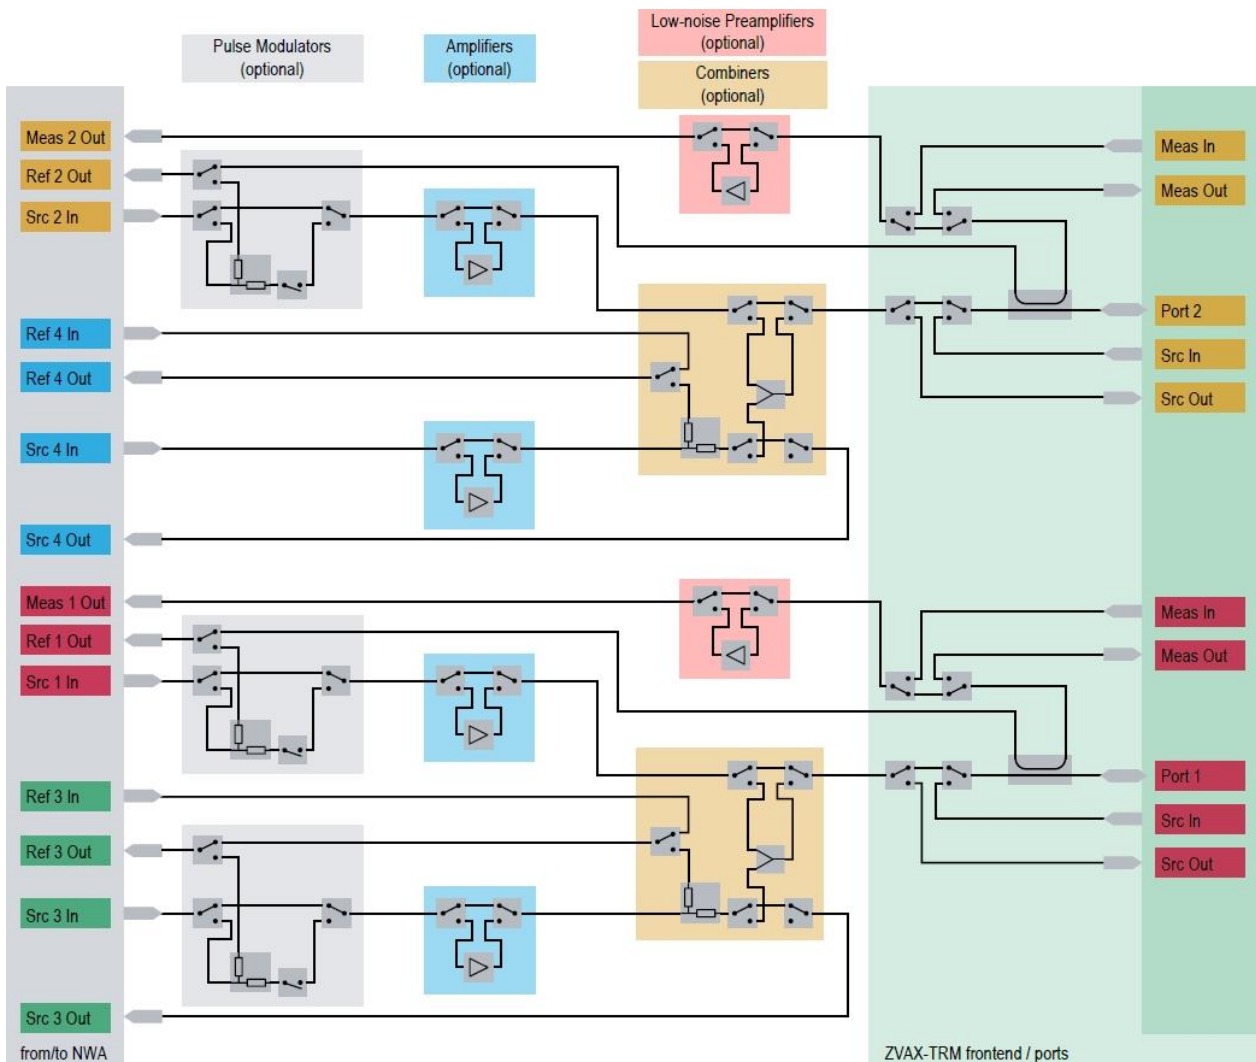 Pulse Modulators
(optional)
Amplifiers
(optional)
Low-noise Preamplifiers
(optional)
Combiners
(optional)
Meas 2 Out
Ref 2 Out
Src 2 In
Ref 4 In
Ref 4 Out
Src 4 In
Src 4 Out
Meas 1 Out
Ref 1 Out
Src 1 In
Ref 3 In
Ref 3 Out
Src 3 In
Src 3 Out
from/to NWA
Meas In
Meas Out
Port 2
Src In
Src Out
Meas In
Meas Out
Port 1
Src In
Src Out
ZVAX-TRM frontend / ports